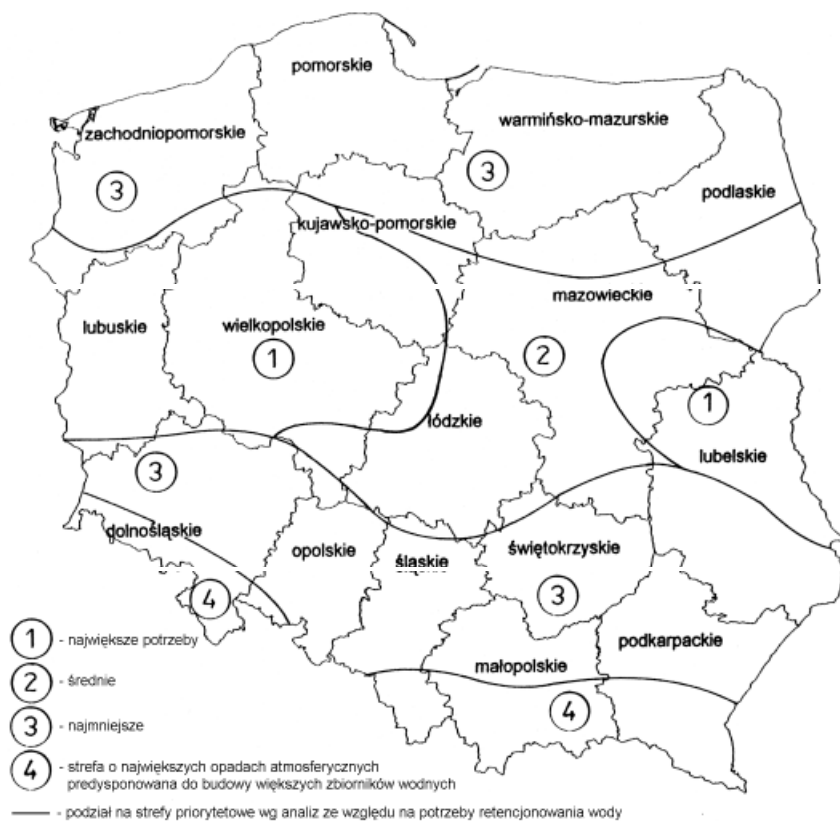 pomorskie
warmińsko-mazurskie
zachodniopomorskie
3
3
podlaskie
kujawsko-pomorskie
mazowieckie
lubuskie
wielkopolskie
1
2
1
łódzkie
lubelskie
3
dolnośląskie
opolskie
śląskie
świętokrzyskie
4
3
podkarpackie
małopolskie
4
1 - największe potrzeby
2 - średnie
3 - najmniejsze
4 - strefa o największych opadach atmosferycznych
predysponowana do budowy większych zbiorników wodnych
- podział na strefy priorytetowe wg analiz ze względu na potrzeby retencjonowania wody